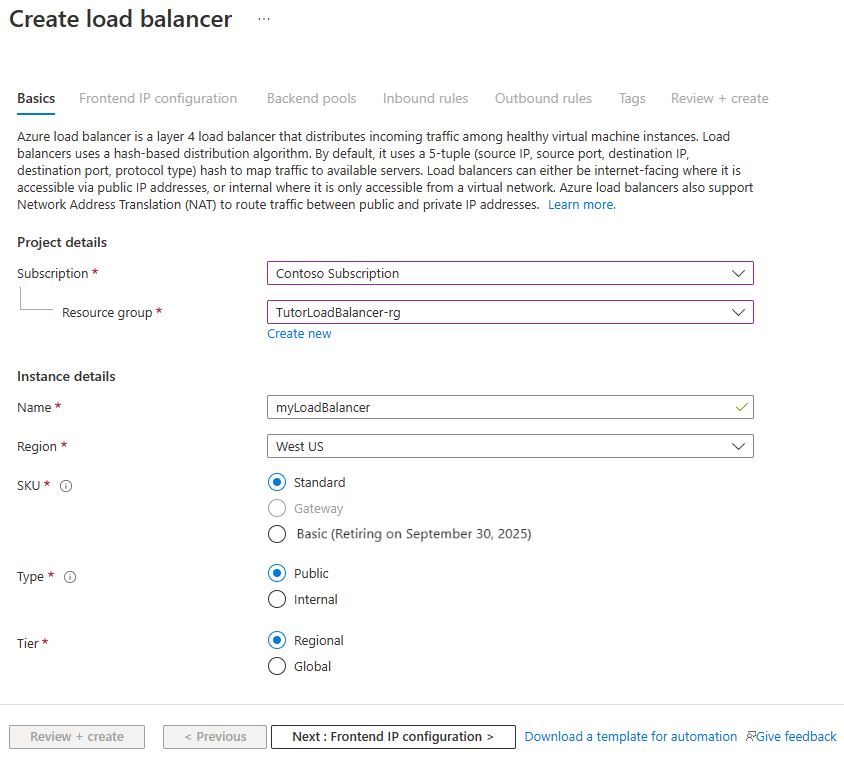 Create load balancer ...
Basics Frontend IP configuration Backend pools Inbound rules Outbound rules Tags Review + create
Azure load balancer is a layer 4 load balancer that distributes incoming traffic among healthy virtual machine instances. Load
balancers uses a hash-based distribution algorithm. By default, it uses a 5-tuple (source IP, source port, destination IP,
destination port, protocol type) hash to map traffic to available servers. Load balancers can either be internet-facing where it is
accessible via public IP addresses, or internal where it is only accessible from a virtual network. Azure load balancers also support
Network Address Translation (NAT) to route traffic between public and private IP addresses. Learn more.
Project details
Subscription * Contoso Subscription
Resource group * TutorLoadBalancer-rg
Create new
Instance details
Name * myLoadBalancer
Region * West US
SKU * Standard
Gateway
Basic (Retiring on September 30, 2025)
Type * Public
Internal
Tier * Regional
Global
Review + create < Previous Next : Frontend IP configuration > Download a template for automation Give feedback